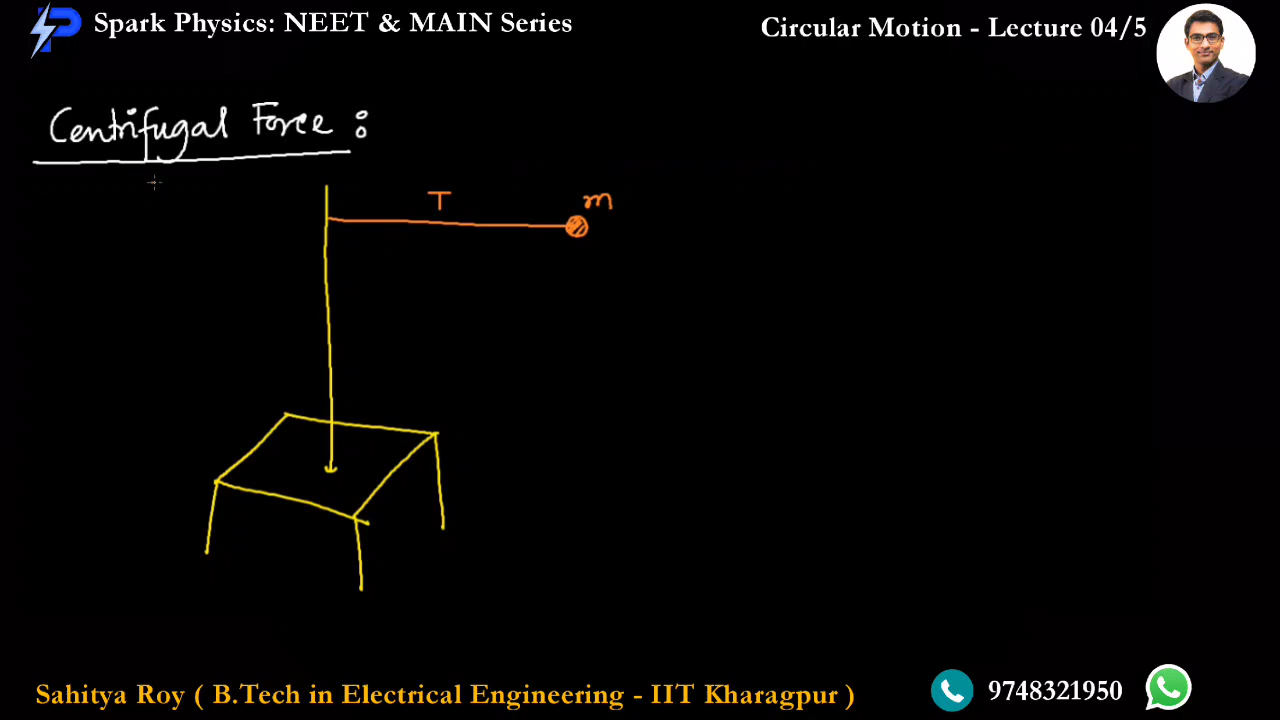 Spark Physics: NEET & MAIN Series
Circular Motion - Lecture 04/5
Centrifugal Force :
T
m
Sahitya Roy ( B.Tech in Electrical Engineering - IIT Kharagpur )
9748321950